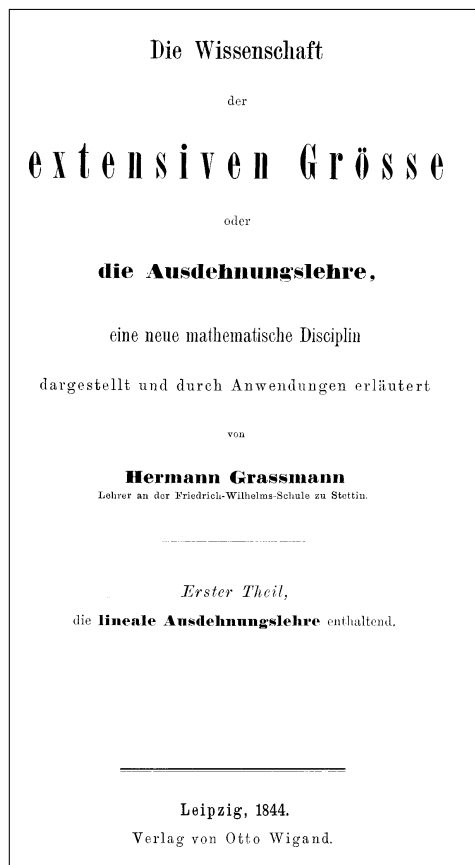 Die Wissenschaft
der
extensiven Grösse
oder
die Ausdehnungslehre,
eine neue mathematische Disciplin
dargestellt und durch Anwendungen erläutert
von
Hermann Grassmann
Lehrer an der Friedrich-Wilhelms-Schule zu Stettin.
Erster Theil,
die lineale Ausdehnungslehre enthaltend.
Leipzig, 1844.
Verlag von Otto Wigand.